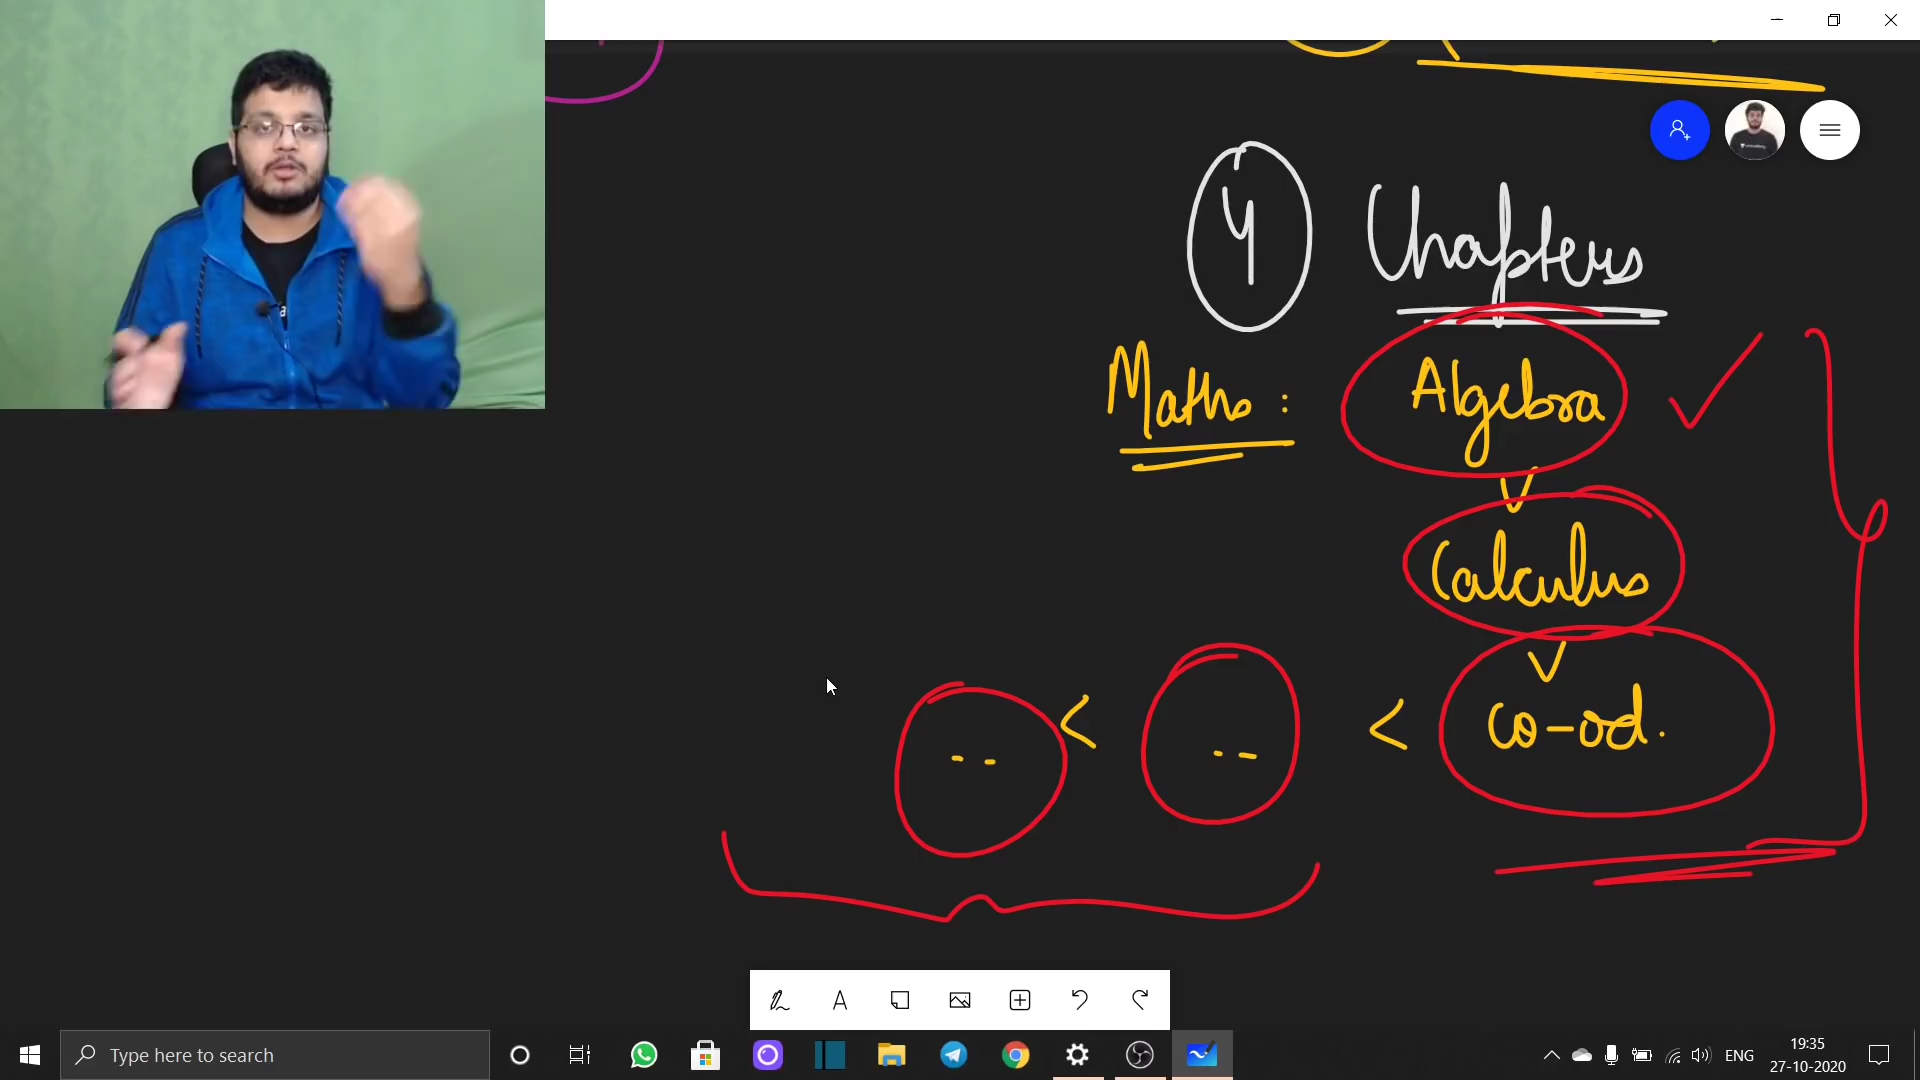 4 Chapters
Maths : Algebra
Calculus
-- < -- < Co-od.
Type here to search
ENG
19:35
27-10-2020